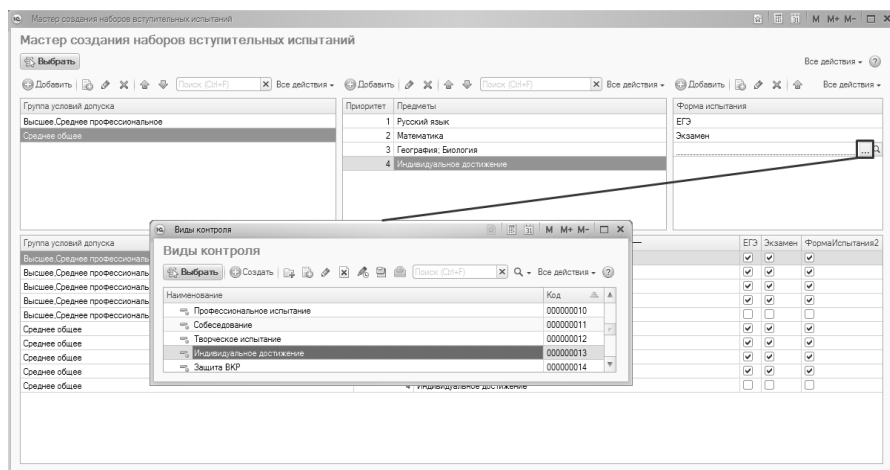 Мастер создания наборов вступительных испытаний
M M+ M-
Мастер создания наборов вступительных испытаний
Выбрать
Все действия
Добавить Поиск (Ctrl+F) Все действия
Добавить Поиск (Ctrl+F) Все действия
Добавить Все действия
Группа условий допуска
Высшее,Среднее профессиональное
Среднее общее
Приоритет Предметы
1 Русский язык
2 Математика
3 География; Биология
4 Индивидуальное достижение
Форма испытания
ЕГЭ
Экзамен
...
Группа условий допуска ЕГЭ Экзамен ФормаИспытания2
Высшее,Среднее профессиональ
Высшее,Среднее профессиональ
Высшее,Среднее профессиональ
Высшее,Среднее профессиональ
Высшее,Среднее профессиональ
Среднее общее
Среднее общее
Среднее общее
Среднее общее
Среднее общее 4 Индивидуальное достижение
Виды контроля
M M+ M-
Виды контроля
Выбрать Создать Поиск (Ctrl+F) Все действия
Наименование Код
Профессиональное испытание 000000010
Собеседование 000000011
Творческое испытание 000000012
Индивидуальное достижение 000000013
Защита ВКР 000000014